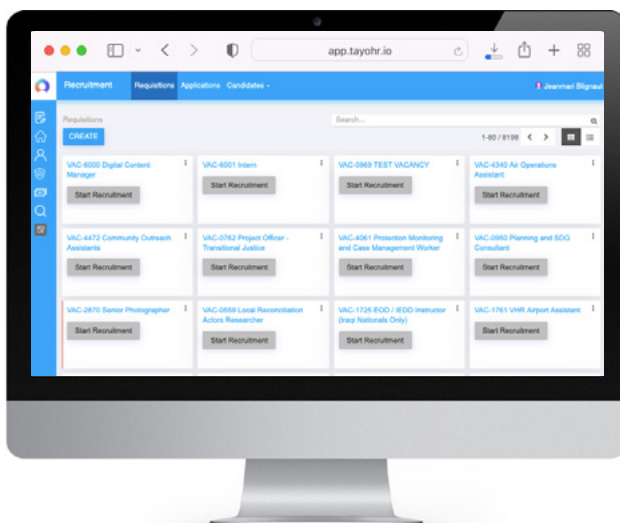 app.tayohr.io
Recruitment Requisitions Applications Candidates
Jeanmari Blignaut
Requisitions
Search...
CREATE
1-80 / 8198
VAC-6000 Digital Content
Manager
Start Recruitment
VAC-6001 Intern
Start Recruitment
VAC-0969 TEST VACANCY
Start Recruitment
VAC-4340 Air Operations
Assistant
Start Recruitment
VAC-4472 Community Outreach
Assistants
Start Recruitment
VAC-0762 Project Officer -
Transitional Justice
Start Recruitment
VAC-4061 Protection Monitoring
and Case Management Worker
Start Recruitment
VAC-0950 Planning and SDG
Consultant
Start Recruitment
VAC-2670 Senior Photographer
Start Recruitment
VAC-0559 Local Reconciliation
Actors Researcher
Start Recruitment
VAC-1725 EOD / IEDD Instructor
(Iraqi Nationals Only)
Start Recruitment
VAC-1761 VHR Airport Assistant
Start Recruitment